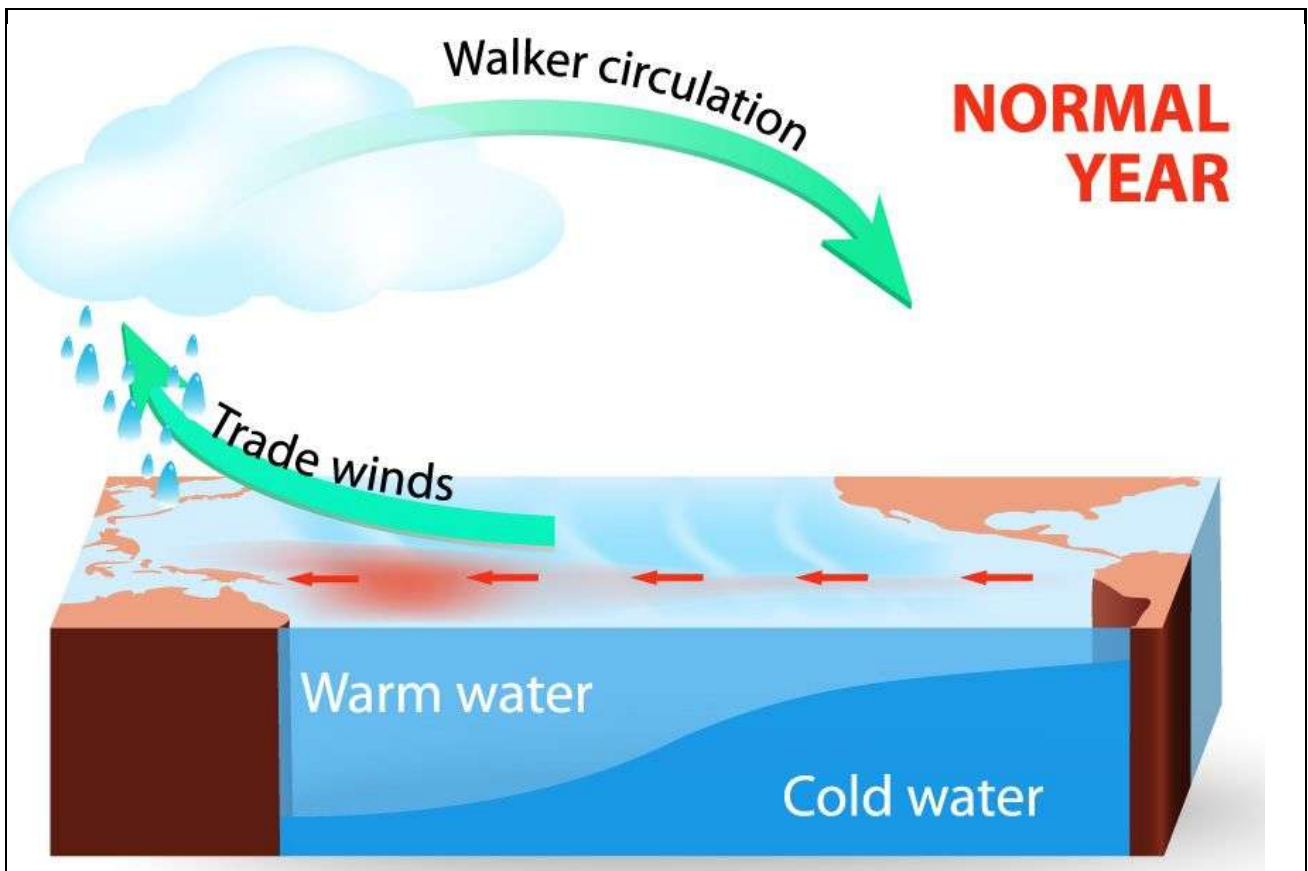 Walker circulation
NORMAL
YEAR
Trade winds
Warm water
Cold water